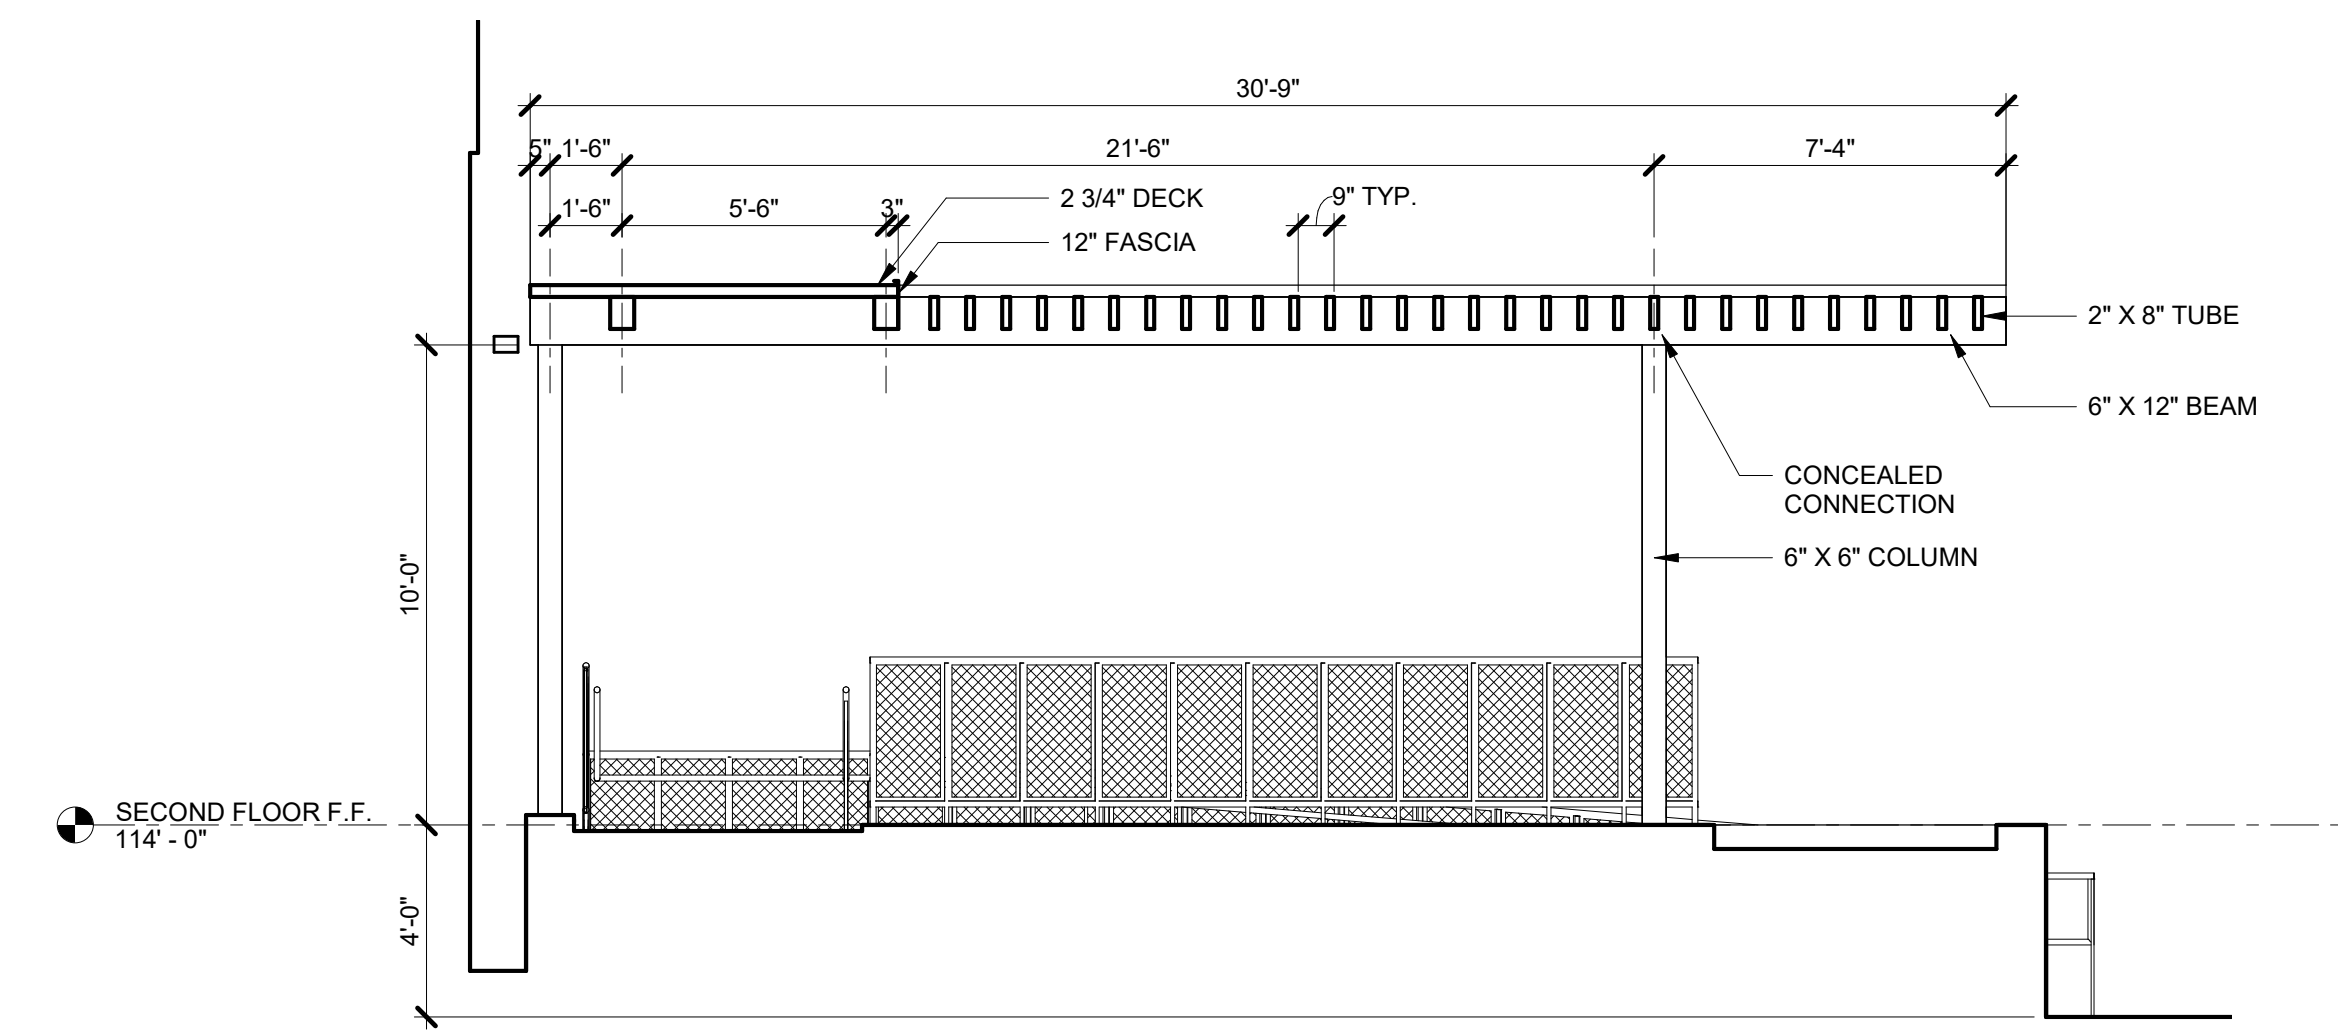 30'-9"
5" 1'-6" 21'-6" 7'-4"
1'-6" 5'-6" 3" 2 3/4" DECK 9" TYP.
12" FASCIA
2" X 8" TUBE
6" X 12" BEAM
CONCEALED
CONNECTION
6" X 6" COLUMN
10'-0"
SECOND FLOOR F.F.
114' - 0"
4'-0"